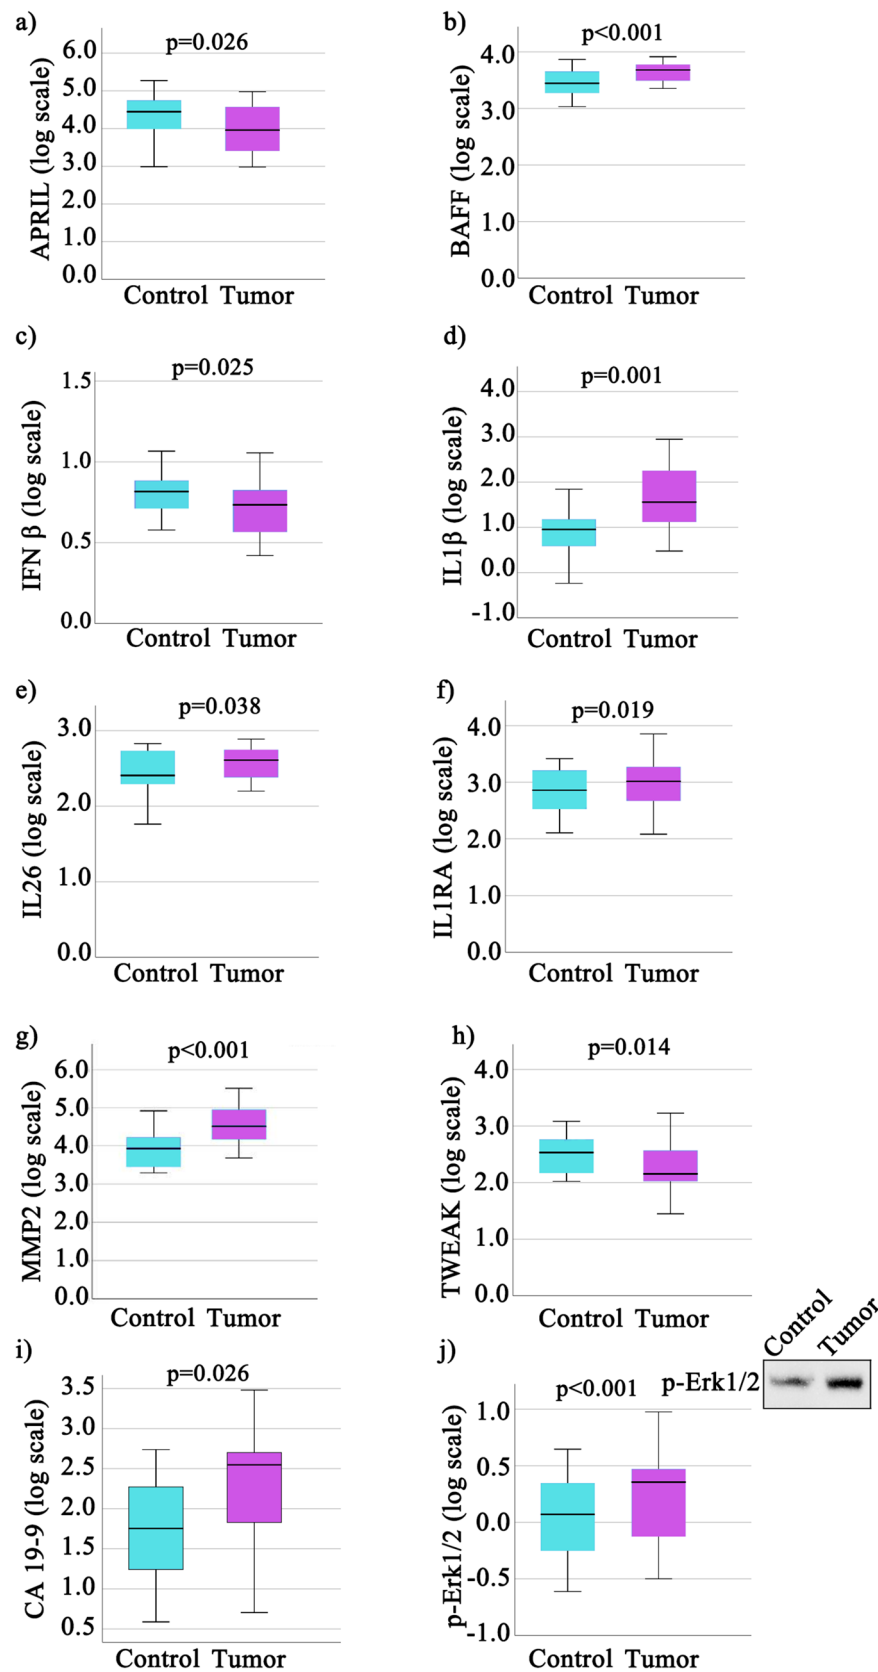 a)
p=0.026
APRIL (log scale)
6.0
5.0
4.0
3.0
2.0
1.0
0.0
Control Tumor
b)
p<0.001
BAFF (log scale)
4.0
3.0
2.0
1.0
0.0
Control Tumor
c)
p=0.025
IFN β (log scale)
1.5
1.0
0.5
0.0
Control Tumor
d)
p=0.001
IL1β (log scale)
4.0
3.0
2.0
1.0
0.0
-1.0
Control Tumor
e)
p=0.038
IL26 (log scale)
3.0
2.0
1.0
0.0
Control Tumor
f)
p=0.019
IL1RA (log scale)
4.0
3.0
2.0
1.0
0.0
Control Tumor
g)
p<0.001
MMP2 (log scale)
6.0
5.0
4.0
3.0
2.0
1.0
0.0
Control Tumor
h)
p=0.014
TWEAK (log scale)
4.0
3.0
2.0
1.0
0.0
Control Tumor
i)
p=0.026
CA 19-9 (log scale)
3.5
3.0
2.5
2.0
1.5
1.0
0.5
Control Tumor
j)
p<0.001
p-Erk1/2
Control
Tumor
p-Erk1/2 (log scale)
1.0
0.5
0.0
-0.5
-1.0
Control Tumor